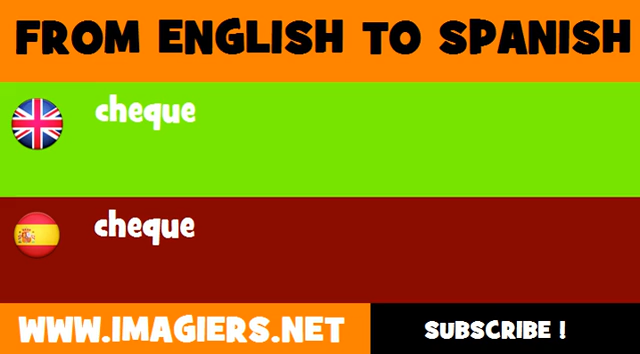 FROM ENGLISH TO SPANISH
cheque
cheque
WWW.IMAGIERS.NET
SUBSCRIBE !